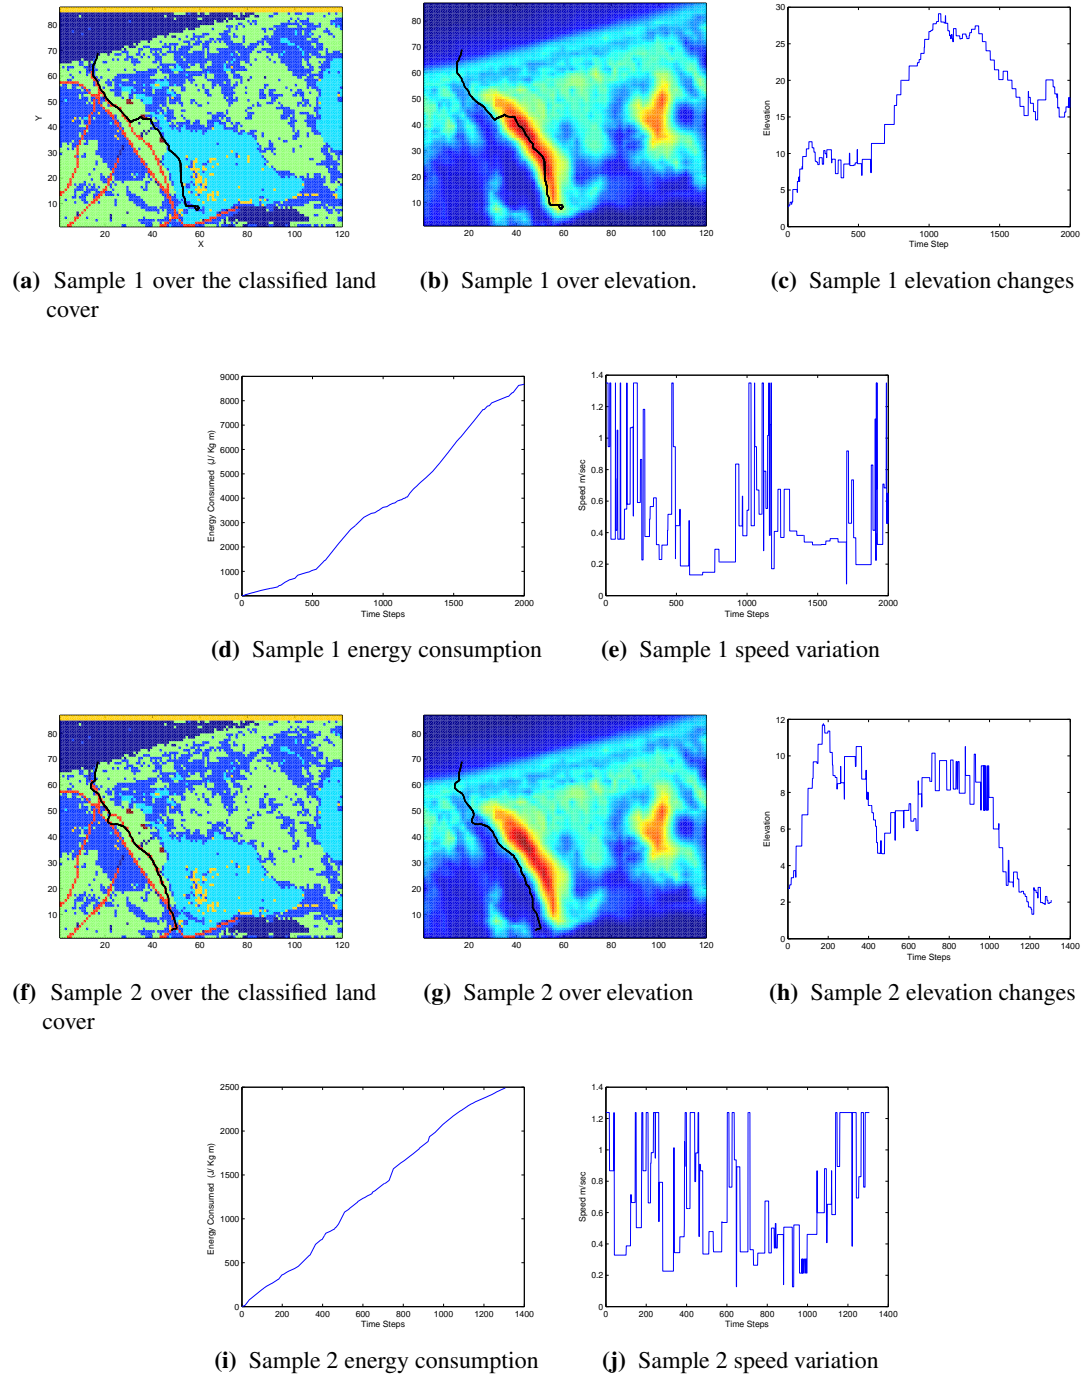 80
70
60
50
40
30
20
10
Y
20 40 60 80 100 120
X
80
70
60
50
40
30
20
10
20 40 60 80 100 120
30
25
20
15
10
5
0
Elevation
0 500 1000 1500 2000
Time Step
(a) Sample 1 over the classified land
cover
(b) Sample 1 over elevation.
(c) Sample 1 elevation changes
9000
8000
7000
6000
5000
4000
3000
2000
1000
0
Energy Consumed (J/ Kg m)
0 500 1000 1500 2000
Time Steps
1.4
1.2
1
0.8
0.6
0.4
0.2
0
Speed m/sec
0 500 1000 1500 2000
Time Steps
(d) Sample 1 energy consumption
(e) Sample 1 speed variation
80
70
60
50
40
30
20
10
20 40 60 80 100 120
80
70
60
50
40
30
20
10
20 40 60 80 100 120
12
10
8
6
4
2
0
Elevation
0 200 400 600 800 1000 1200 1400
Time Steps
(f) Sample 2 over the classified land
cover
(g) Sample 2 over elevation
(h) Sample 2 elevation changes
2500
2000
1500
1000
500
0
Energy Consumed (J/ Kg m)
0 200 400 600 800 1000 1200 1400
Time Steps
1.4
1.2
1
0.8
0.6
0.4
0.2
0
Speed m/sec
0 200 400 600 800 1000 1200 1400
Time Steps
(i) Sample 2 energy consumption
(j) Sample 2 speed variation